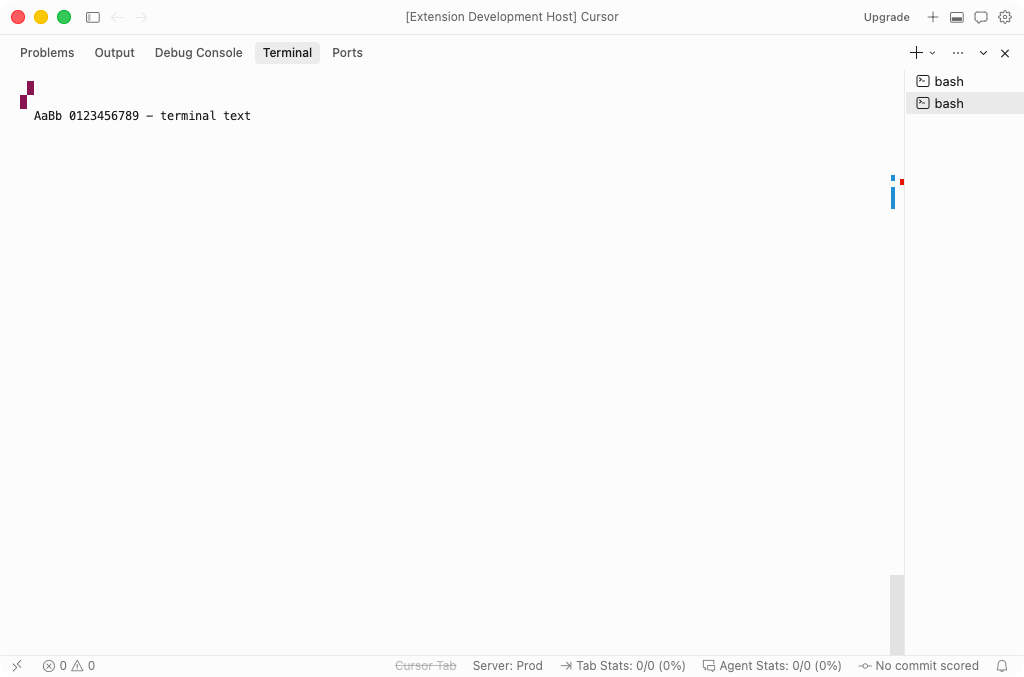 [Extension Development Host] Cursor
Upgrade
Problems Output Debug Console Terminal Ports
bash
bash
AaBb 0123456789 — terminal text
0 0 Cursor Tab Server: Prod Tab Stats: 0/0 (0%) Agent Stats: 0/0 (0%) No commit scored